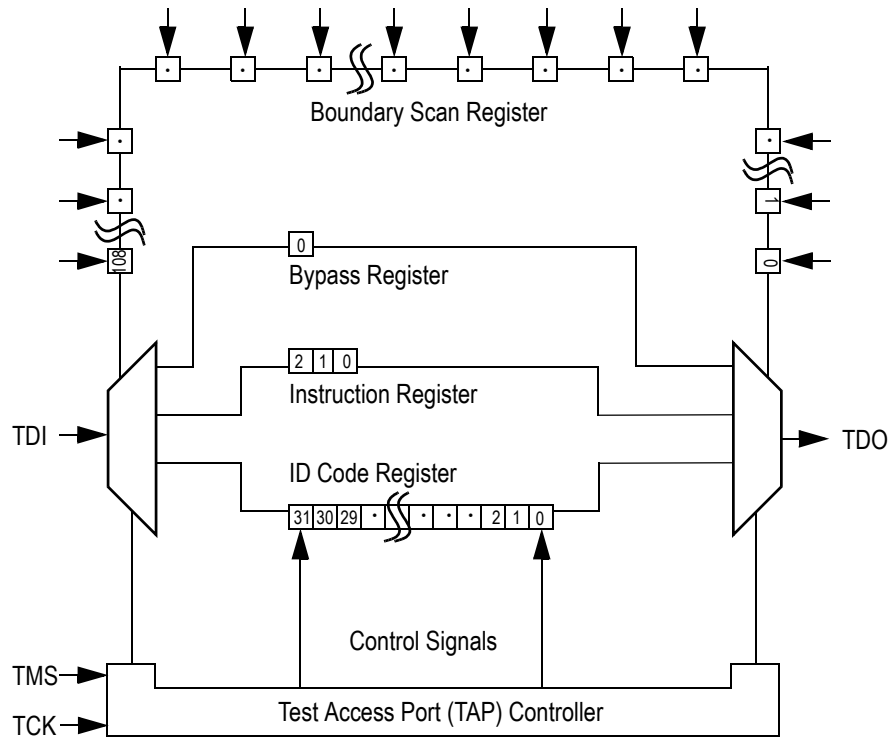 Boundary Scan Register
1
108
0
0
Bypass Register
2 1 0
Instruction Register
TDI
TDO
ID Code Register
31 30 29 · · · · 2 1 0
Control Signals
TMS
Test Access Port (TAP) Controller
TCK